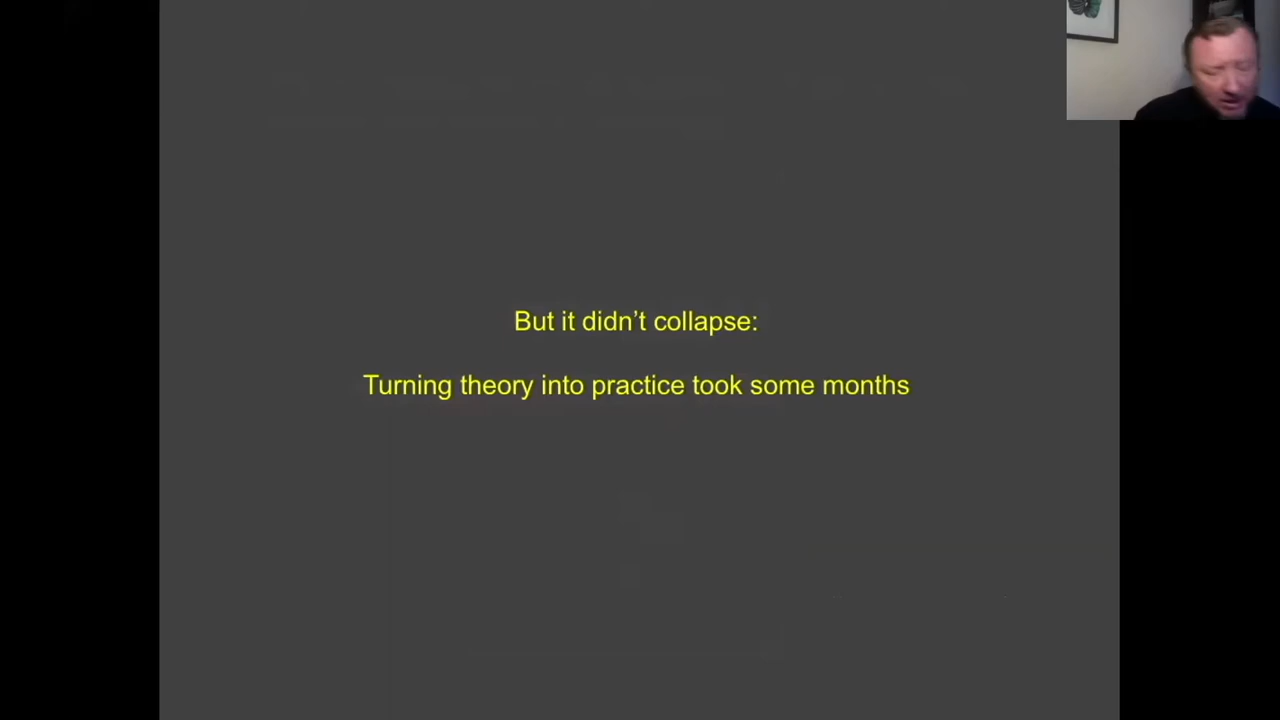 But it didn’t collapse:
Turning theory into practice took some months